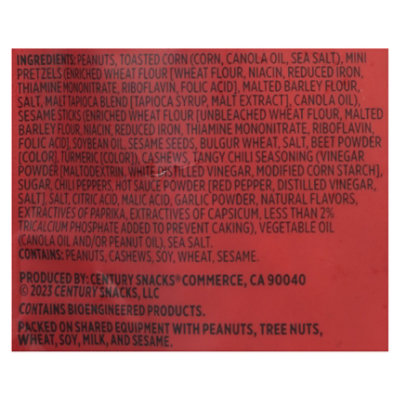 INGREDIENTS: PEANUTS, TOASTED CORN (CORN, CANOLA OIL, SEA SALT), MINI
PRETZELS (ENRICHED WHEAT FLOUR [WHEAT FLOUR, NIACIN, REDUCED IRON,
THIAMINE MONONITRATE, RIBOFLAVIN, FOLIC ACID], MALTED BARLEY FLOUR,
SALT, MALT TAPIOCA BLEND [TAPIOCA SYRUP, MALT EXTRACT], CANOLA OIL),
SESAME STICKS (ENRICHED WHEAT FLOUR [UNBLEACHED WHEAT FLOUR, MALTED
BARLEY FLOUR, NIACIN, REDUCED IRON, THIAMINE MONONITRATE, RIBOFLAVIN,
FOLIC ACID], SOYBEAN OIL, SESAME SEEDS, BULGUR WHEAT, SALT, BEET POWDER
[COLOR], TURMERIC [COLOR]), CASHEWS, TANGY CHILI SEASONING (VINEGAR
POWDER [MALTODEXTRIN, WHITE DISTILLED VINEGAR, MODIFIED CORN STARCH],
SUGAR, CHILI PEPPERS, HOT SAUCE POWDER [RED PEPPER, DISTILLED VINEGAR,
SALT], SALT, CITRIC ACID, MALIC ACID, GARLIC POWDER, NATURAL FLAVORS,
EXTRACTIVES OF PAPRIKA, EXTRACTIVES OF CAPSICUM, LESS THAN 2%
TRICALCIUM PHOSPHATE ADDED TO PREVENT CAKING), VEGETABLE OIL
(CANOLA OIL AND/OR PEANUT OIL), SEA SALT.
CONTAINS: PEANUTS, CASHEWS, SOY, WHEAT, SESAME.
PRODUCED BY: CENTURY SNACKS® COMMERCE, CA 90040
© 2023 CENTURY SNACKS, LLC
CONTAINS BIOENGINEERED PRODUCTS.
PACKED ON SHARED EQUIPMENT WITH PEANUTS, TREE NUTS,
WHEAT, SOY, MILK, AND SESAME.